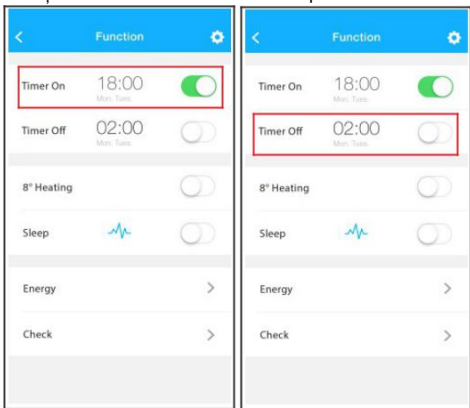 Function
Timer On 18:00
Mon. Tues.
Timer Off 02:00
Mon. Tues.
8° Heating
Sleep
Energy
Check
Function
Timer On 18:00
Mon. Tues.
Timer Off 02:00
Mon. Tues.
8° Heating
Sleep
Energy
Check